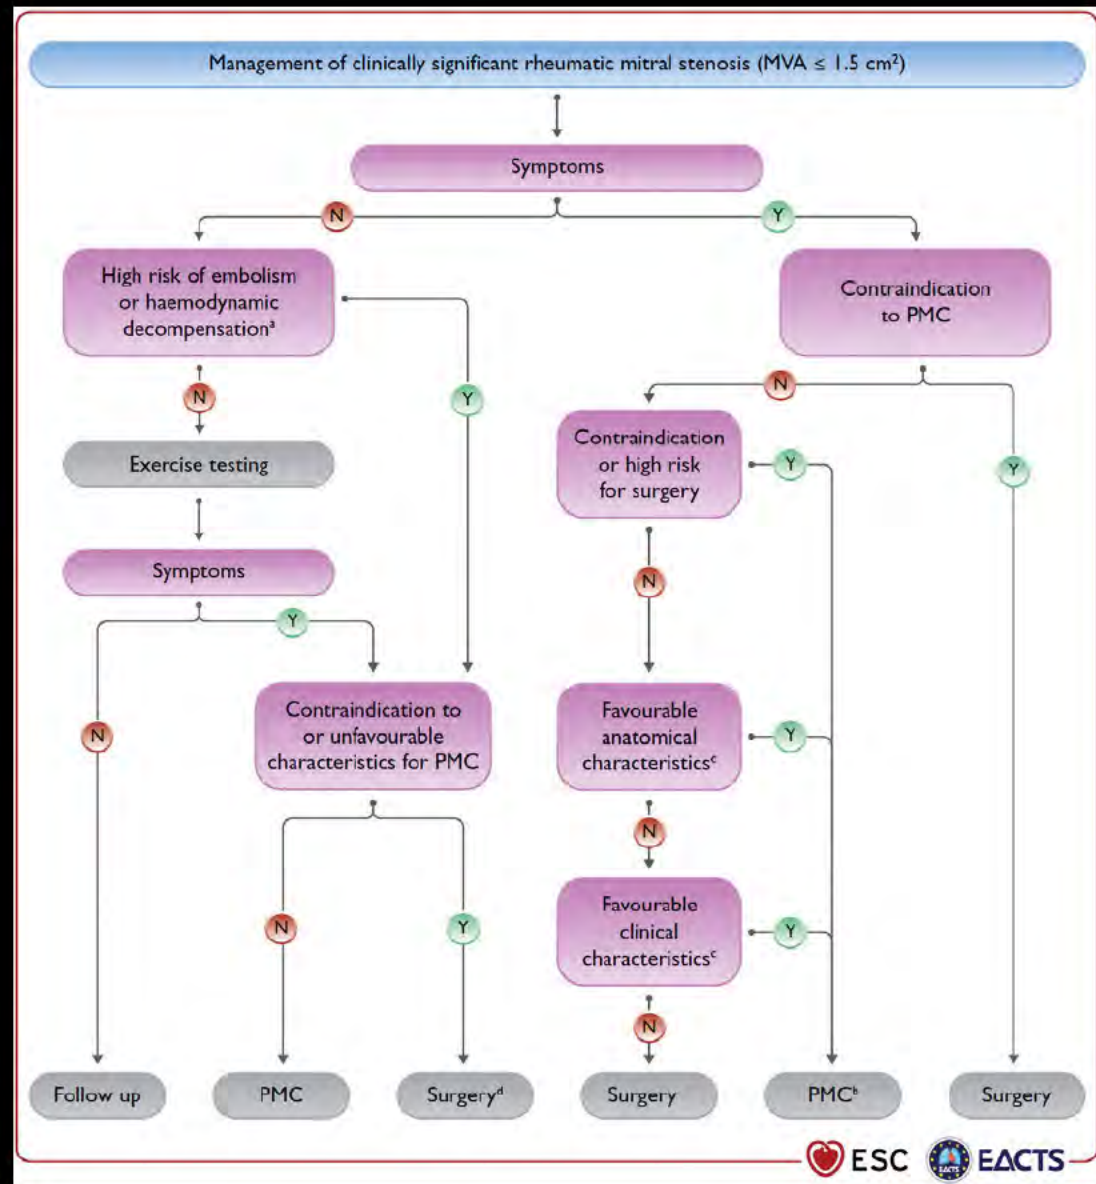 Management of clinically significant rheumatic mitral stenosis (MVA ≤ 1.5 cm²)
Symptoms
N
Y
High risk of embolism
or haemodynamic
decompensationᵃ
Contraindication
to PMC
N
Y
N
Y
Exercise testing
Contraindication
or high risk
for surgery
Y
N
Symptoms
Y
N
Contraindication to
or unfavourable
characteristics for PMC
Favourable
anatomical
characteristicsᶜ
Y
N
N
Y
Favourable
clinical
characteristicsᶜ
Y
N
Follow up
PMC
Surgeryᵈ
Surgery
PMCᵇ
Surgery
ESC
EACTS